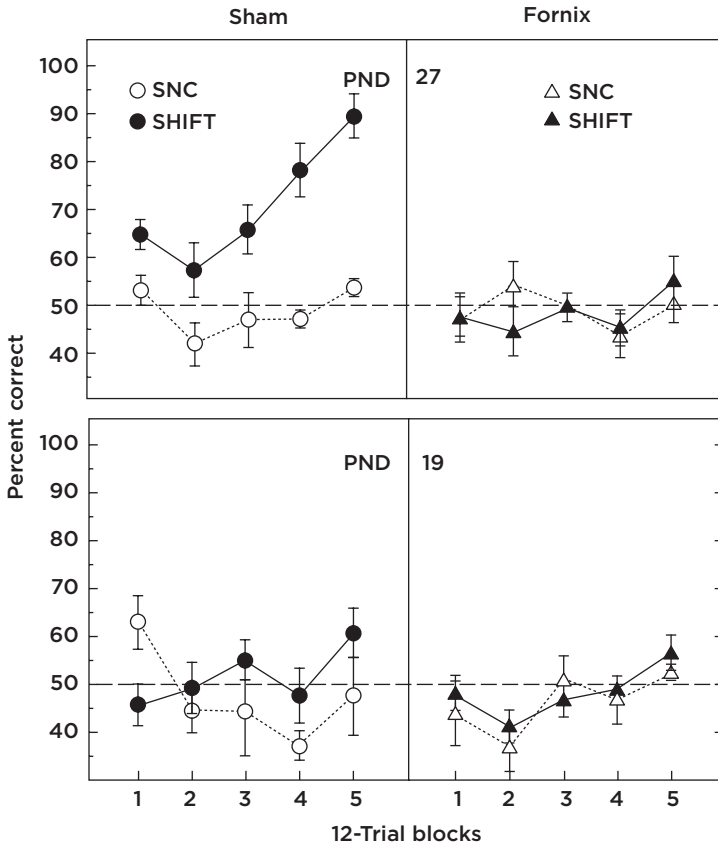 Sham Fornix
Percent correct
100
90
80
70
60
50
40
SNC
SHIFT
PND 27
SNC
SHIFT
100
90
80
70
60
50
40
PND 19
1 2 3 4 5 1 2 3 4 5
12-Trial blocks